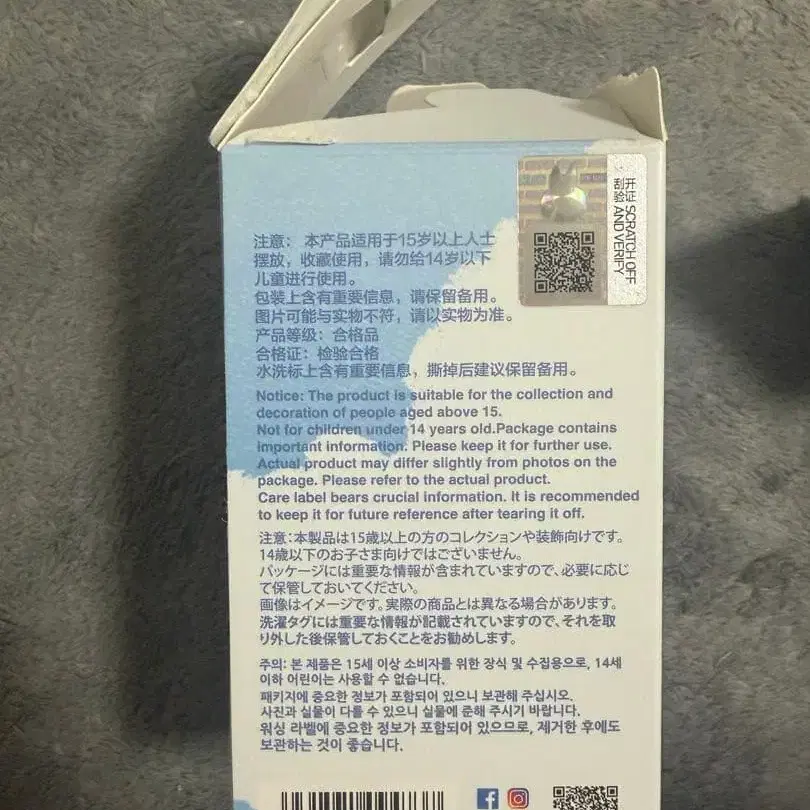 开证 SCRATCH OFF
刮验 AND VERIFY
注意： 本产品适用于15岁以上人士
摆放，收藏使用，请勿给14岁以下
儿童进行使用。
包装上含有重要信息，请保留备用。
图片可能与实物不符，请以实物为准。
产品等级：合格品
合格证：检验合格
水洗标上含有重要信息，撕掉后建议保留备用。
Notice: The product is suitable for the collection and
decoration of people aged above 15.
Not for children under 14 years old.Package contains
important information. Please keep it for further use.
Actual product may differ slightly from photos on the
package. Please refer to the actual product.
Care label bears crucial information. It is recommended
to keep it for future reference after tearing it off.
注意:本製品は15歳以上の方のコレクションや装飾向けです。
14歳以下のお子さま向けではございません。
パッケージには重要な情報が含まれていますので、必要に応じ
て保管しておいてください。
画像はイメージです。実際の商品とは異なる場合があります。
洗濯タグには重要な情報が記載されていますので、それを取
り外した後保管しておくことをお勧めします。
주의: 본 제품은 15세 이상 소비자를 위한 장식 및 수집용으로, 14세
이하 어린이는 사용할 수 없습니다.
패키지에 중요한 정보가 포함되어 있으니 보관해 주십시오.
사진과 실물이 다를 수 있으니 실물에 준해 주시기 바랍니다.
워싱 라벨에 중요한 정보가 포함되어 있으므로, 제거한 후에도
보관하는 것이 좋습니다.